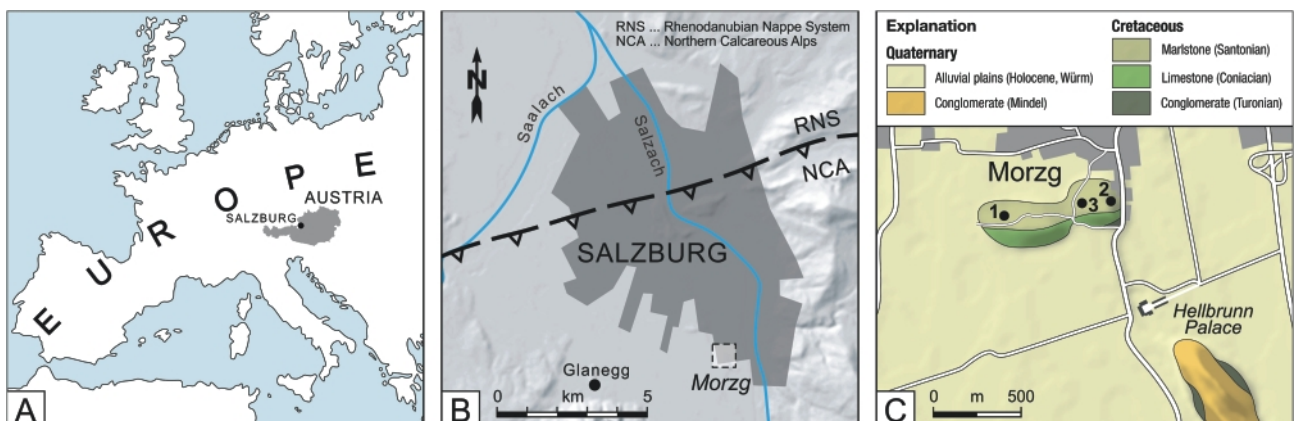 EUROPE
AUSTRIA
SALZBURG
A
RNS ... Rhenodanubian Nappe System
NCA ... Northern Calcareous Alps
N
Saalach
Salzach
RNS
NCA
SALZBURG
Glanegg
Morzg
0 km 5
B
Explanation
Quaternary
Alluvial plains (Holocene, Würm)
Conglomerate (Mindel)
Cretaceous
Marlstone (Santonian)
Limestone (Coniacian)
Conglomerate (Turonian)
Morzg
1
3
2
Hellbrunn
Palace
0 m 500
C